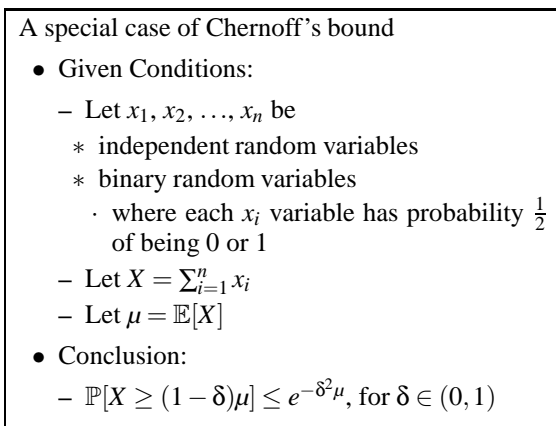 A special case of Chernoff's bound
• Given Conditions:
– Let x₁, x₂, …, xₙ be
∗ independent random variables
∗ binary random variables
· where each xᵢ variable has probability 1/2
of being 0 or 1
– Let X = ∑ⁿᵢ₌₁ xᵢ
– Let μ = 𝔼[X]
• Conclusion:
– ℙ[X ≥ (1 − δ)μ] ≤ e^{−δ²μ}, for δ ∈ (0, 1)